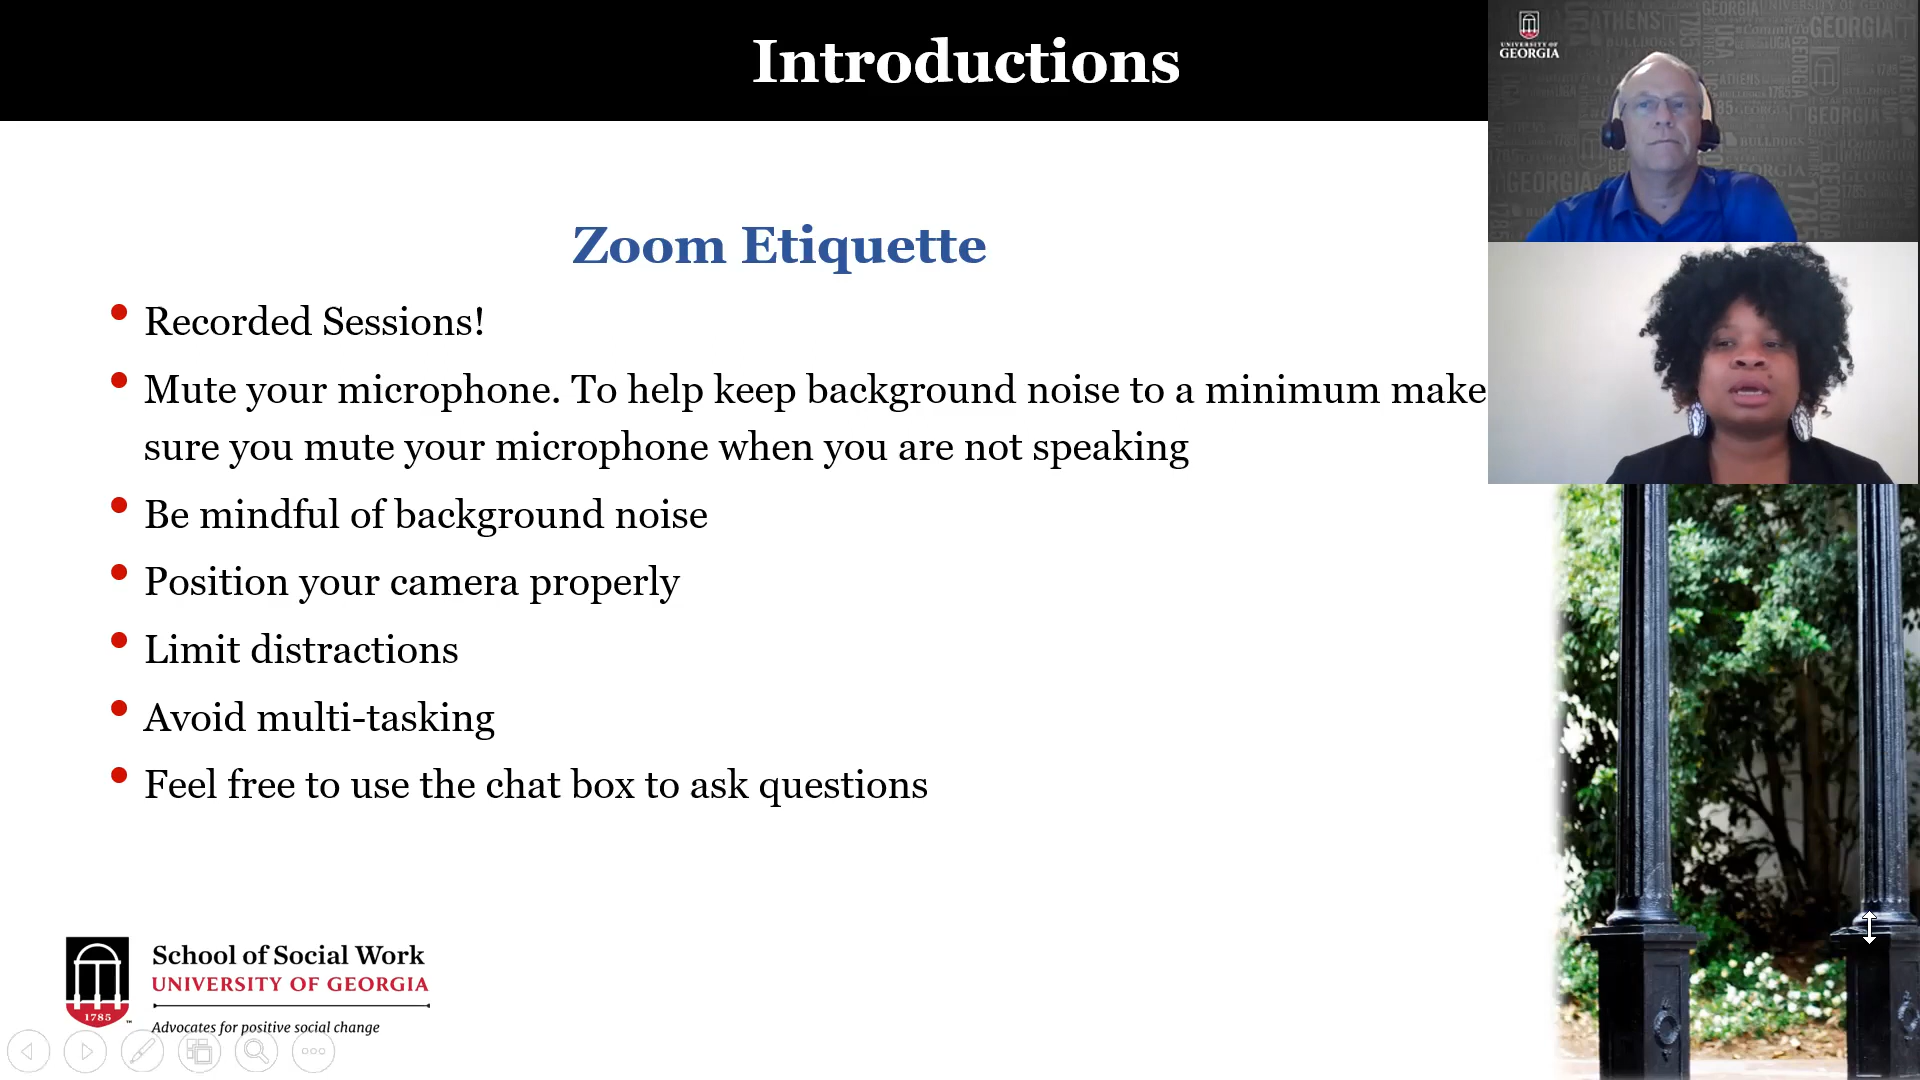 Introductions
Zoom Etiquette
Recorded Sessions!
Mute your microphone. To help keep background noise to a minimum make
sure you mute your microphone when you are not speaking
Be mindful of background noise
Position your camera properly
Limit distractions
Avoid multi-tasking
Feel free to use the chat box to ask questions
1785
School of Social Work
UNIVERSITY OF GEORGIA
Advocates for positive social change
UNIVERSITY OF
GEORGIA